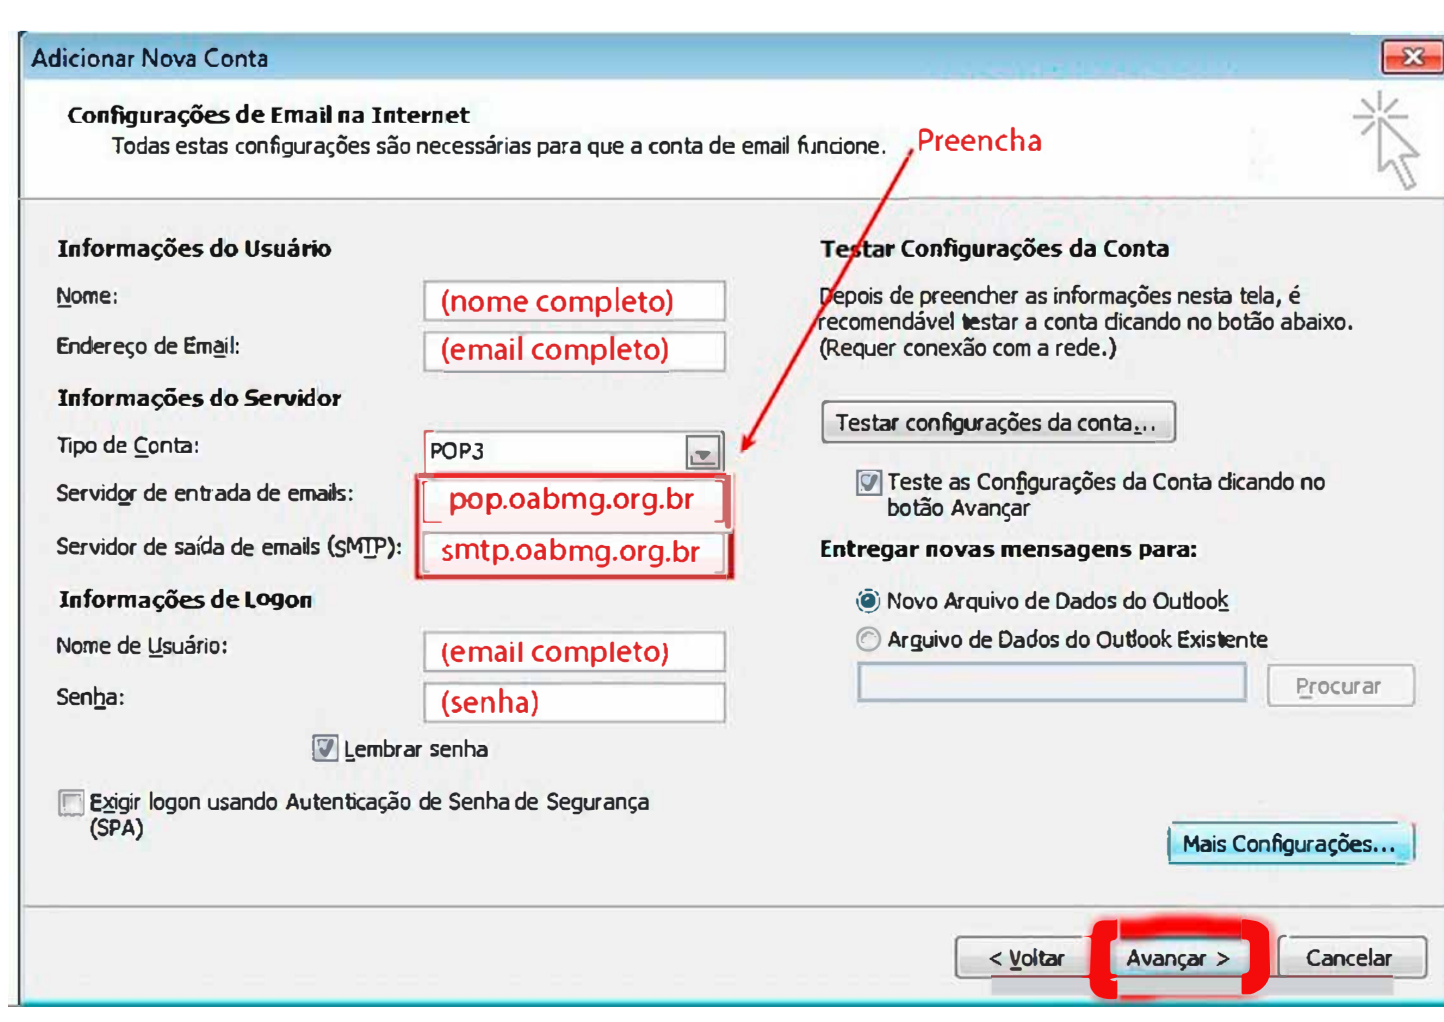 Adicionar Nova Conta
Configurações de Email na Internet
Todas estas configurações são necessárias para que a conta de email funcione.
Preencha
Informações do Usuário
Nome:
(nome completo)
Endereço de Email:
(email completo)
Informações do Servidor
Tipo de Conta:
POP3
Servidor de entrada de emails:
pop.oabmg.org.br
Servidor de saída de emails (SMTP):
smtp.oabmg.org.br
Informações de Logon
Nome de Usuário:
(email completo)
Senha:
(senha)
Lembrar senha
Exigir logon usando Autenticação de Senha de Segurança
(SPA)
Testar Configurações da Conta
Depois de preencher as informações nesta tela, é
recomendável testar a conta clicando no botão abaixo.
(Requer conexão com a rede.)
Testar configurações da conta...
Teste as Configurações da Conta clicando no
botão Avançar
Entregar novas mensagens para:
Novo Arquivo de Dados do Outlook
Arquivo de Dados do Outlook Existente
Procurar
Mais Configurações...
< Voltar
Avançar >
Cancelar